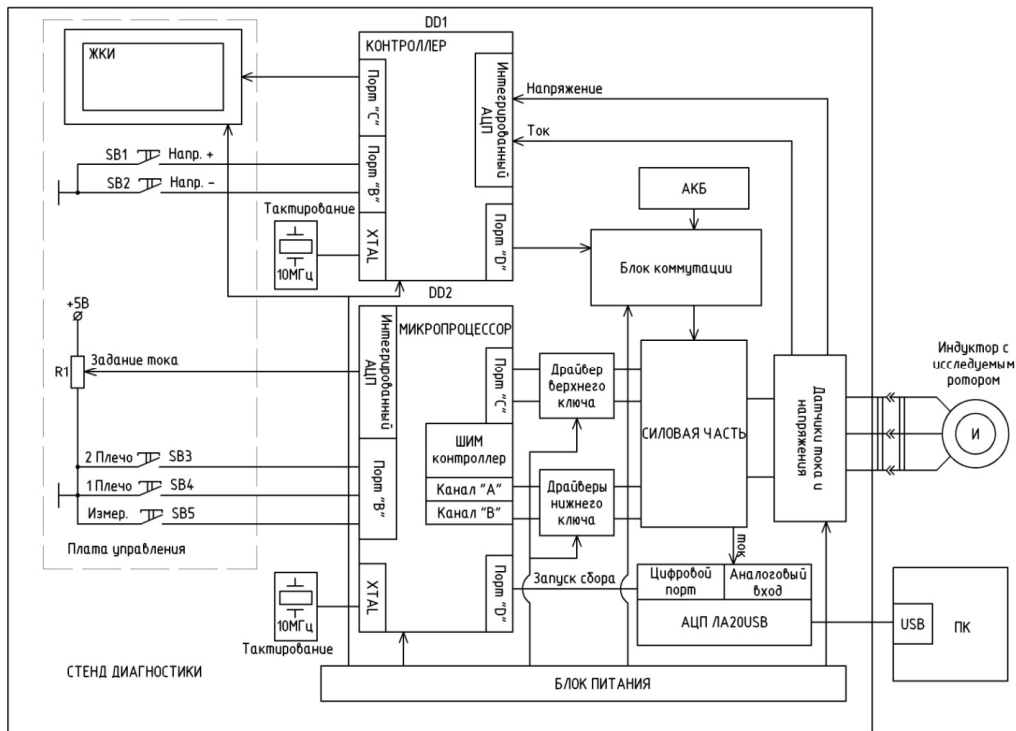 DD1
КОНТРОЛЛЕР
ЖКИ
Порт "C"
Интегрированный
АЦП
Напряжение
Ток
SB1
Напр. +
SB2
Напр. -
Порт "B"
Тактирование
10МГц
XTAL
Порт "D"
АКБ
Блок коммутации
DD2
МИКРОПРОЦЕССОР
+5В
R1
Задание тока
Интегрированный
АЦП
Порт "C"
Драйвер
верхнего
ключа
СИЛОВАЯ ЧАСТЬ
Датчики тока и
напряжения
Индуктор с
исследуемым
ротором
И
ШИМ
контроллер
Канал "A"
Канал "B"
Драйверы
нижнего
ключа
2 Плечо
SB3
1 Плечо
SB4
Измер.
SB5
Порт "B"
Плата управления
ток
10МГц
Тактирование
XTAL
Порт "D"
Запуск сбора
Цифровой
порт
Аналоговый
вход
АЦП ЛА20USB
USB
ПК
СТЕНД ДИАГНОСТИКИ
БЛОК ПИТАНИЯ